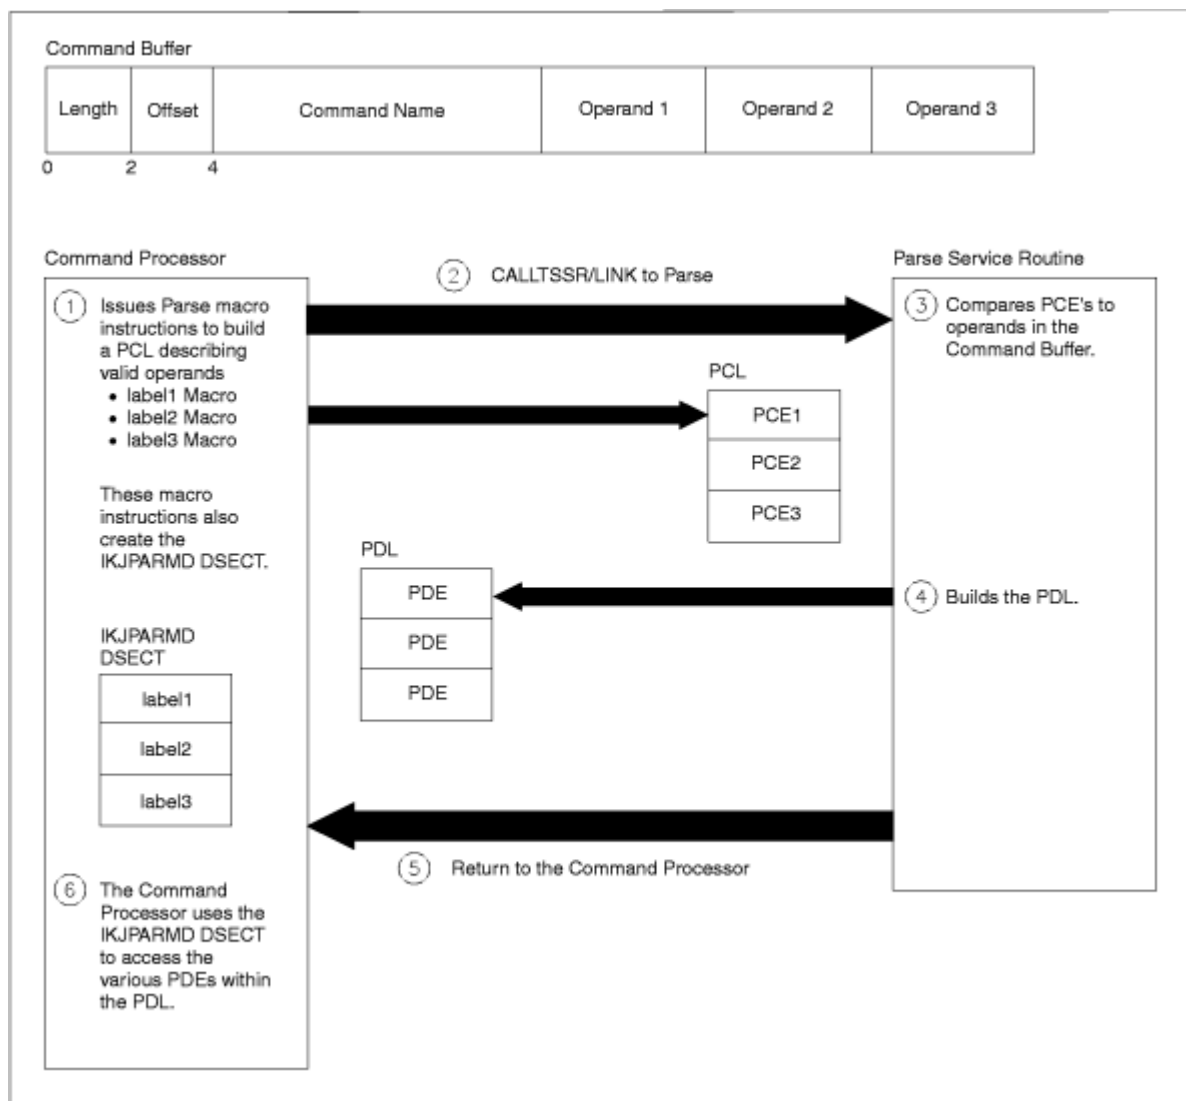 Command Buffer
Length Offset Command Name Operand 1 Operand 2 Operand 3
0 2 4
Command Processor
1 Issues Parse macro
instructions to build
a PCL describing
valid operands
• label1 Macro
• label2 Macro
• label3 Macro
These macro
instructions also
create the
IKJPARMD DSECT.
IKJPARMD
DSECT
label1
label2
label3
6 The Command
Processor uses the
IKJPARMD DSECT
to access the
various PDEs within
the PDL.
2 CALLTSSR/LINK to Parse
PCL
PCE1
PCE2
PCE3
PDL
PDE
PDE
PDE
5 Return to the Command Processor
Parse Service Routine
3 Compares PCE's to
operands in the
Command Buffer.
4 Builds the PDL.